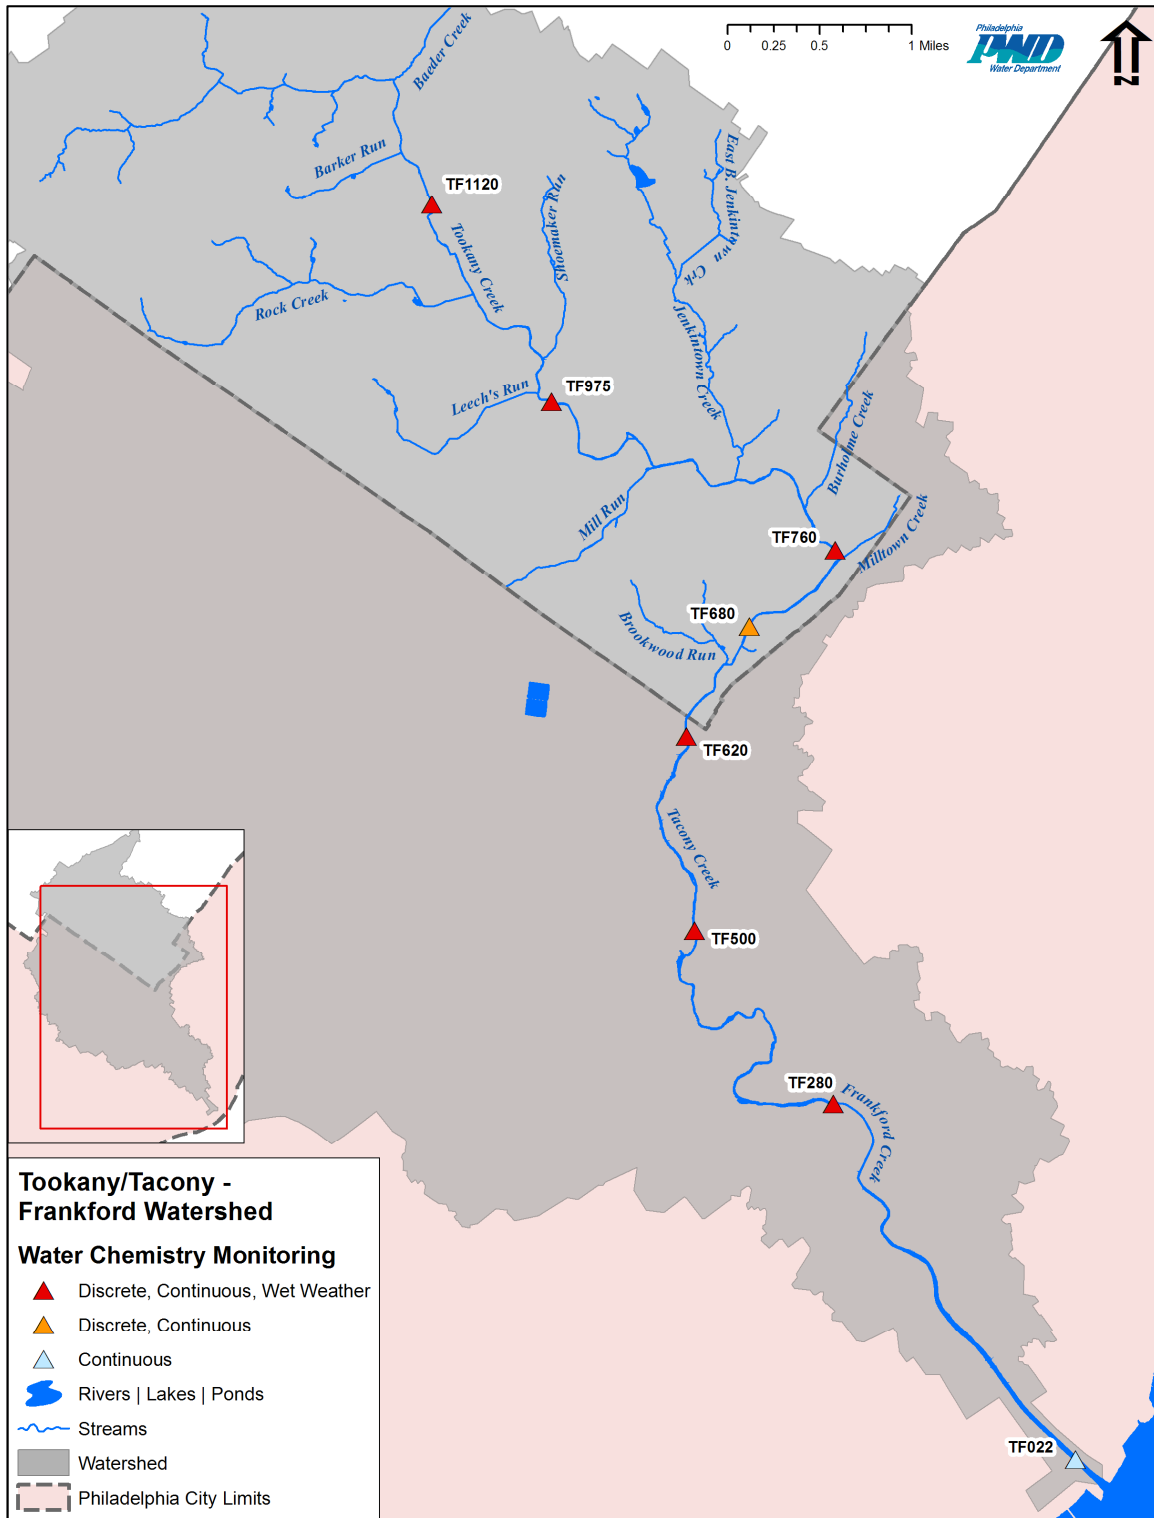 Philadelphia
PWD
Water Department
0 0.25 0.5 1 Miles
N
Baeder Creek
Barker Run
TF1120
Tookany Creek
Shoemaker Run
East B. Jenkintown Crk
Rock Creek
Jenkintown Creek
TF975
Leech's Run
Burholme Creek
Mill Run
TF760
Milltown Creek
TF680
Brookwood Run
TF620
Tacony Creek
TF500
TF280
Frankford Creek
TF022
Tookany/Tacony -
Frankford Watershed
Water Chemistry Monitoring
Discrete, Continuous, Wet Weather
Discrete, Continuous
Continuous
Rivers | Lakes | Ponds
Streams
Watershed
Philadelphia City Limits